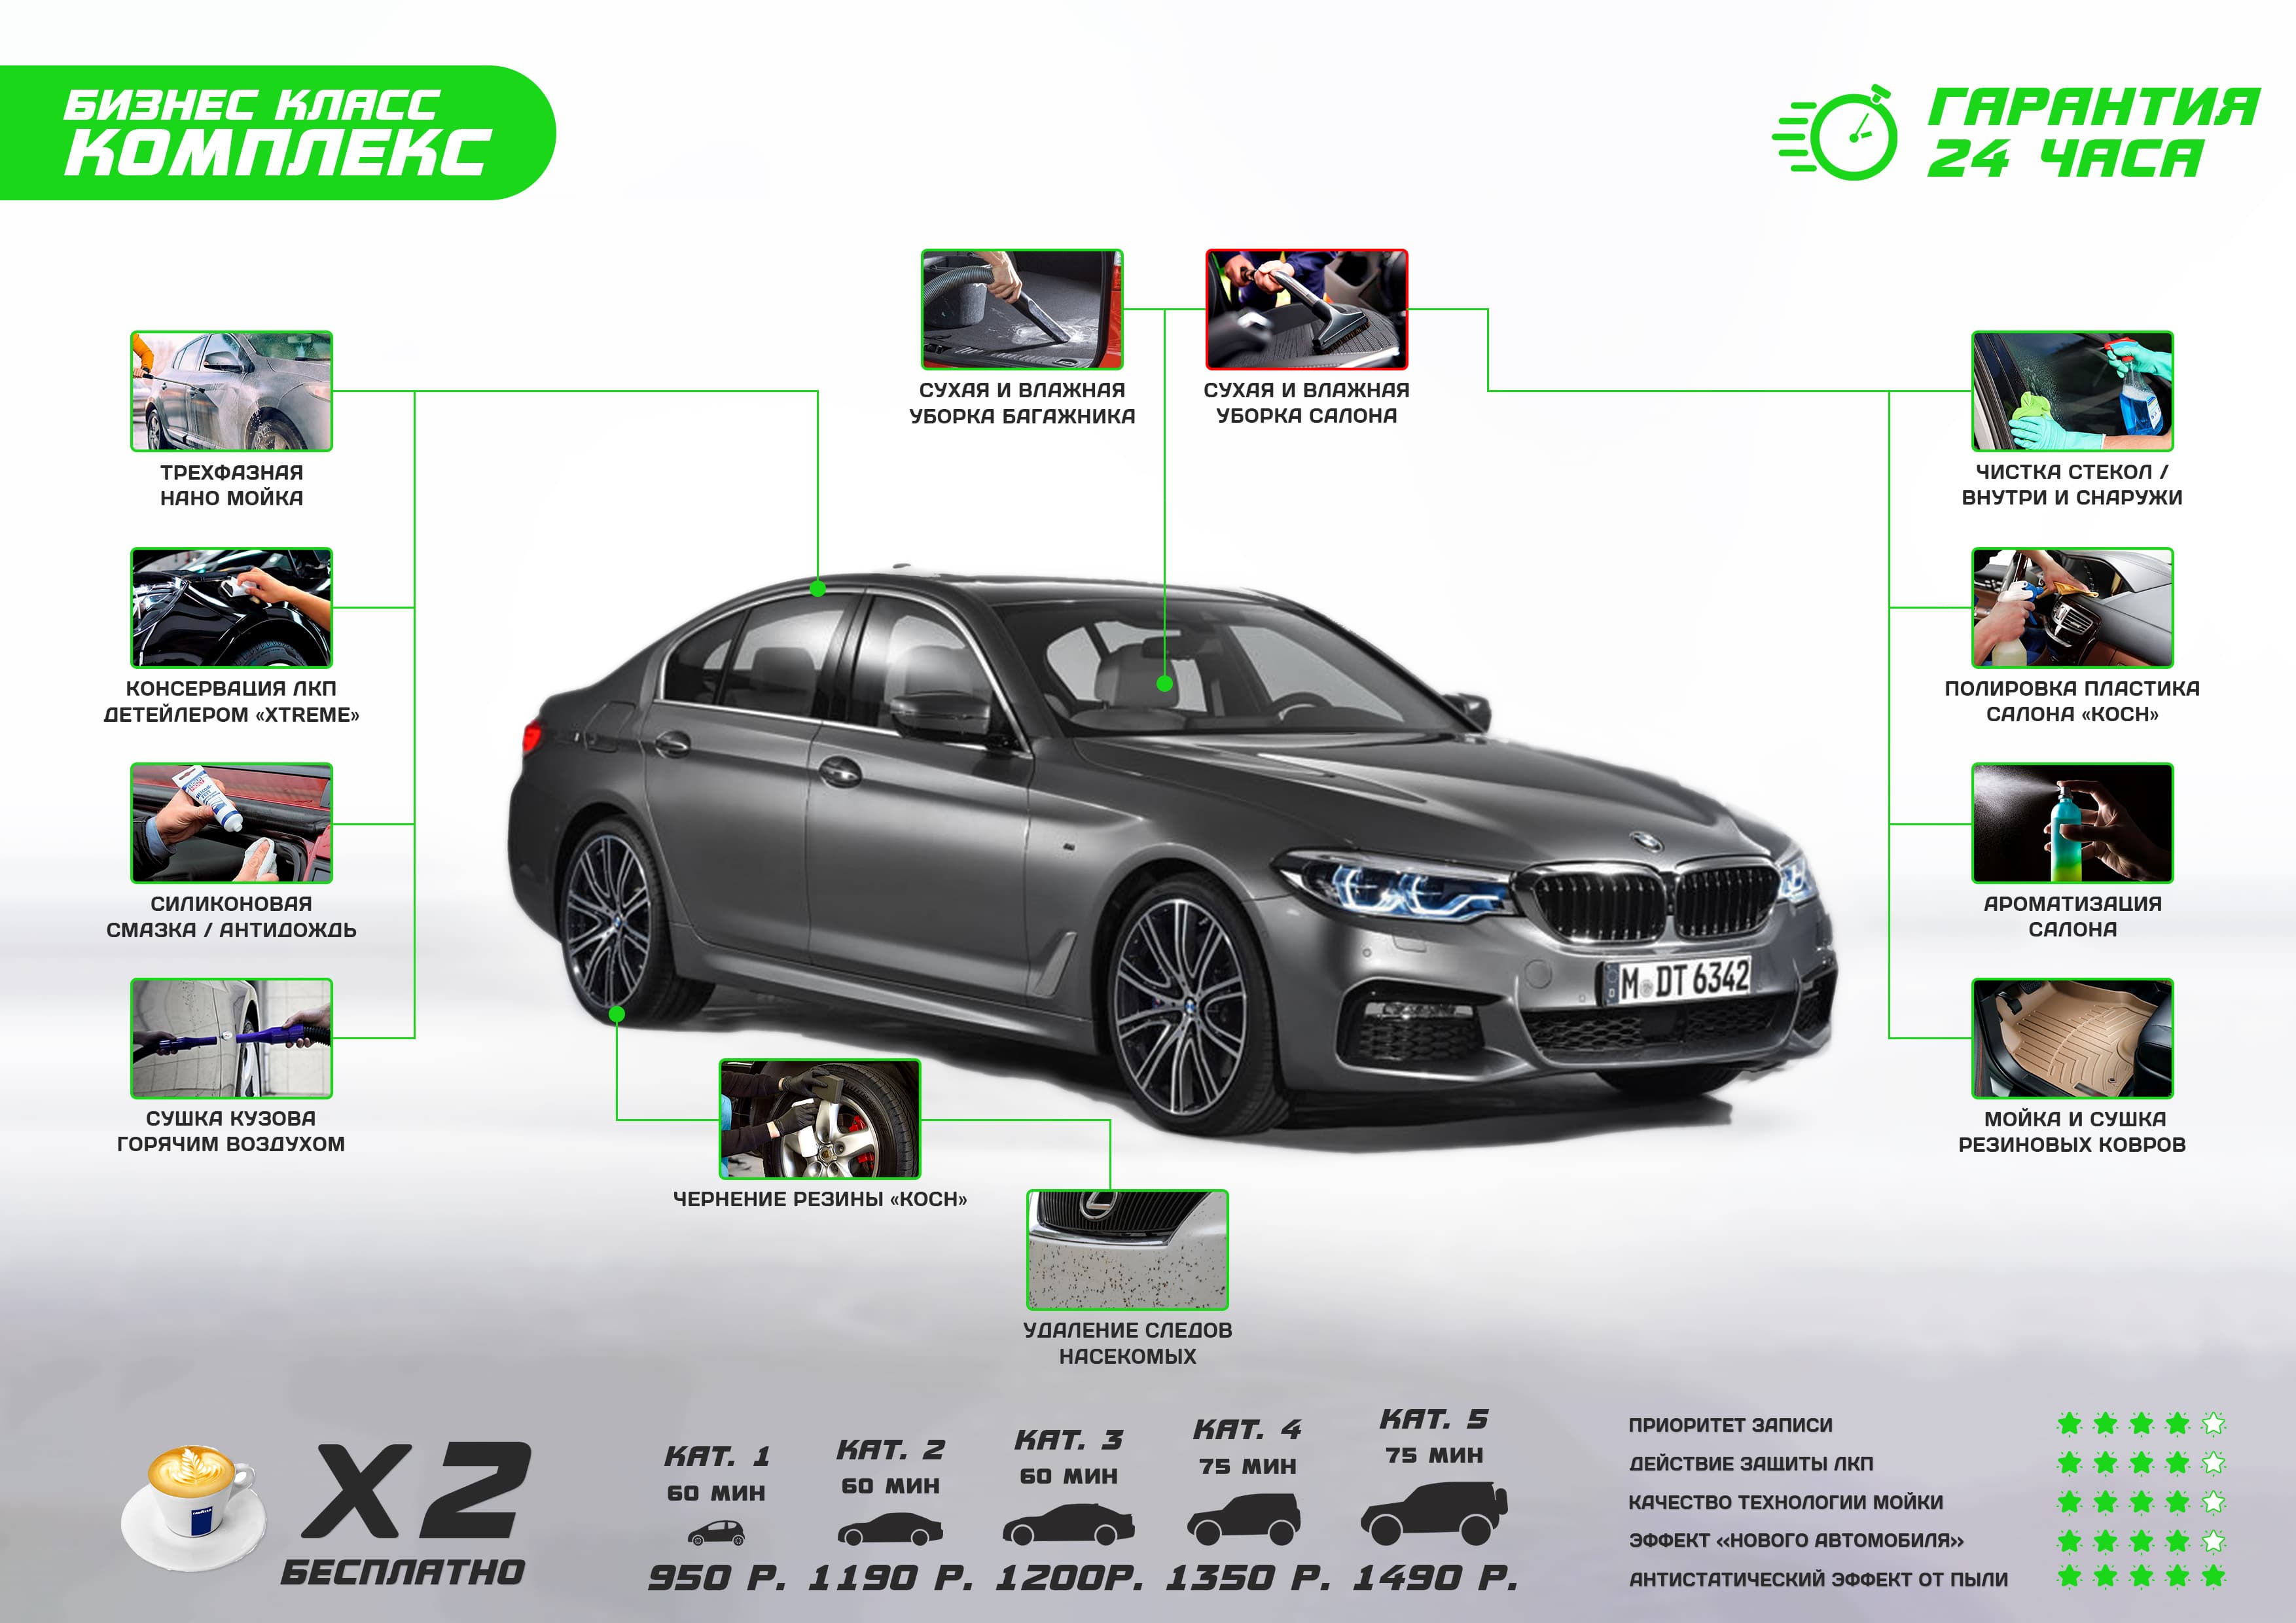 БИЗНЕС КЛАСС
КОМПЛЕКС
ГАРАНТИЯ
24 ЧАСА
СУХАЯ И ВЛАЖНАЯ
УБОРКА БАГАЖНИКА
СУХАЯ И ВЛАЖНАЯ
УБОРКА САЛОНА
ТРЕХФАЗНАЯ
НАНО МОЙКА
КОНСЕРВАЦИЯ ЛКП
ДЕТЕЙЛЕРОМ «XTREME»
СИЛИКОНОВАЯ
СМАЗКА / АНТИДОЖДЬ
СУШКА КУЗОВА
ГОРЯЧИМ ВОЗДУХОМ
ЧИСТКА СТЕКОЛ /
ВНУТРИ И СНАРУЖИ
ПОЛИРОВКА ПЛАСТИКА
САЛОНА «KOCH»
АРОМАТИЗАЦИЯ
САЛОНА
МОЙКА И СУШКА
РЕЗИНОВЫХ КОВРОВ
M DT 6342
ЧЕРНЕНИЕ РЕЗИНЫ «KOCH»
УДАЛЕНИЕ СЛЕДОВ
НАСЕКОМЫХ
X2
БЕСПЛАТНО
КАТ. 1
60 МИН
950 Р.
КАТ. 2
60 МИН
1190 Р.
КАТ. 3
60 МИН
1200Р.
КАТ. 4
75 МИН
1350 Р.
КАТ. 5
75 МИН
1490 Р.
ПРИОРИТЕТ ЗАПИСИ
ДЕЙСТВИЕ ЗАЩИТЫ ЛКП
КАЧЕСТВО ТЕХНОЛОГИИ МОЙКИ
ЭФФЕКТ «НОВОГО АВТОМОБИЛЯ»
АНТИСТАТИЧЕСКИЙ ЭФФЕКТ ОТ ПЫЛИ